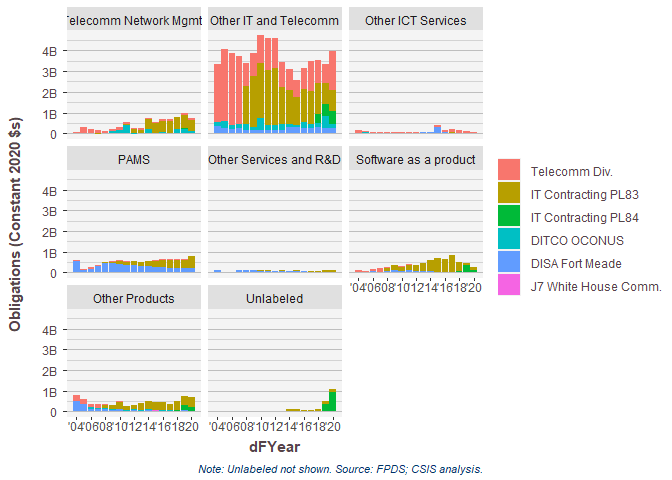 Telecomm Network Mgmt Other IT and Telecomm Other ICT Services
4B
3B
2B
1B
0
PAMS Other Services and R&D Software as a product
4B
3B
2B
1B
0
'04'06'08'10'12'14'16'18'20
Other Products Unlabeled
4B
3B
2B
1B
0
'04'06'08'10'12'14'16'18'20 '04'06'08'10'12'14'16'18'20
Obligations (Constant 2020 $s)
dFYear
Telecomm Div.
IT Contracting PL83
IT Contracting PL84
DITCO OCONUS
DISA Fort Meade
J7 White House Comm.
Note: Unlabeled not shown. Source: FPDS; CSIS analysis.